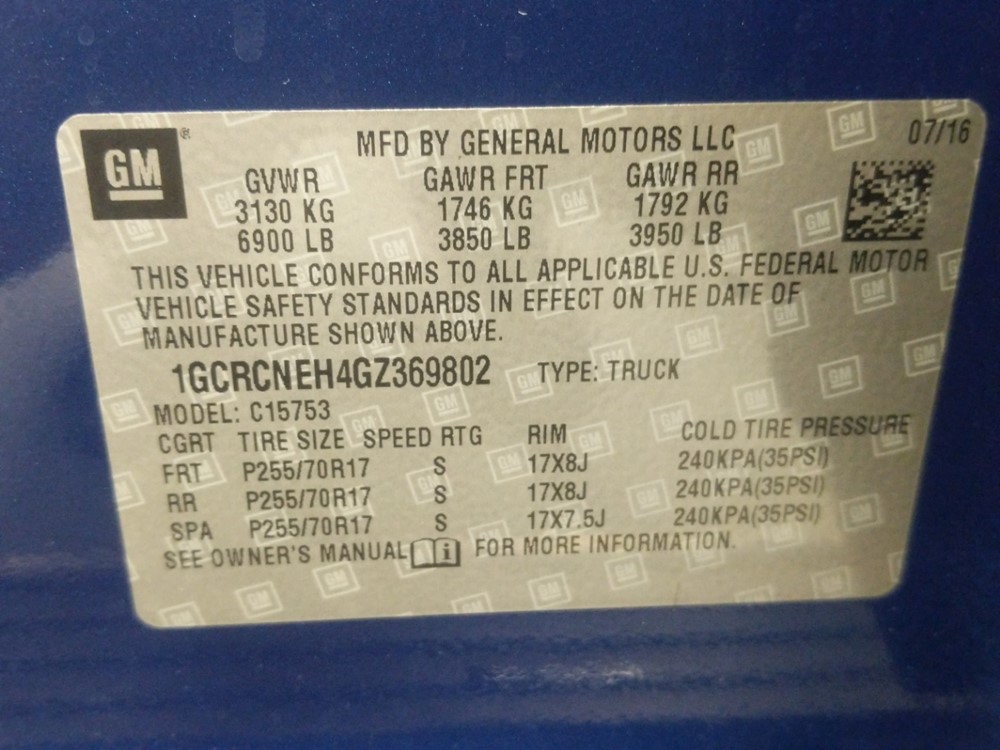 GM®
MFD BY GENERAL MOTORS LLC 07/16
GVWR GAWR FRT GAWR RR
3130 KG 1746 KG 1792 KG
6900 LB 3850 LB 3950 LB
THIS VEHICLE CONFORMS TO ALL APPLICABLE U.S. FEDERAL MOTOR
VEHICLE SAFETY STANDARDS IN EFFECT ON THE DATE OF
MANUFACTURE SHOWN ABOVE.
1GCRCNEH4GZ369802 TYPE: TRUCK
MODEL: C15753
CGRT TIRE SIZE SPEED RTG RIM COLD TIRE PRESSURE
FRT P255/70R17 S 17X8J 240KPA(35PSI)
RR P255/70R17 S 17X8J 240KPA(35PSI)
SPA P255/70R17 S 17X7.5J 240KPA(35PSI)
SEE OWNER'S MANUAL FOR MORE INFORMATION.